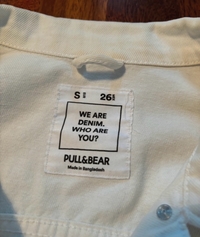 S 26
WE ARE
DENIM.
WHO ARE
YOU?
PULL&BEAR
Made in Bangladesh